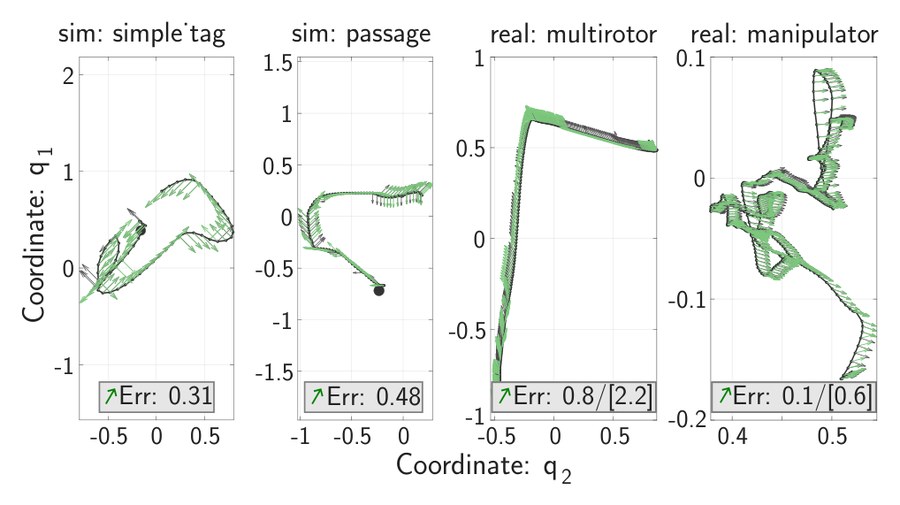 sim: simple˙tag
sim: passage
real: multirotor
real: manipulator
Coordinate: q1
2
1
0
-1
-0.5 0 0.5
↗Err: 0.31
1.5
1
0.5
0
-0.5
-1
-1.5
-1 -0.5 0
↗Err: 0.48
1
0.5
0
-0.5
-1
-0.5 0 0.5
↗Err: 0.8/[2.2]
0.1
0
-0.1
-0.2
0.4 0.5
↗Err: 0.1/[0.6]
Coordinate: q2